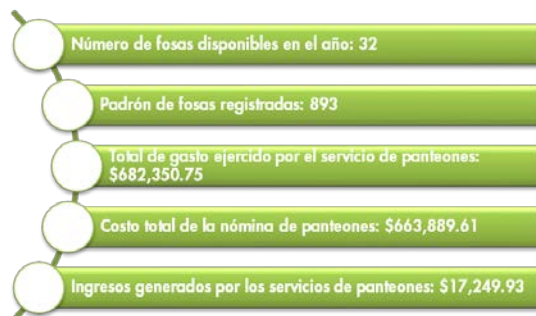 Número de fosas disponibles en el año: 32
Padrón de fosas registradas: 893
Total de gasto ejercido por el servicio de panteones:
$682,350.75
Costo total de la nómina de panteones: $663,889.61
Ingresos generados por los servicios de panteones: $17,249.93